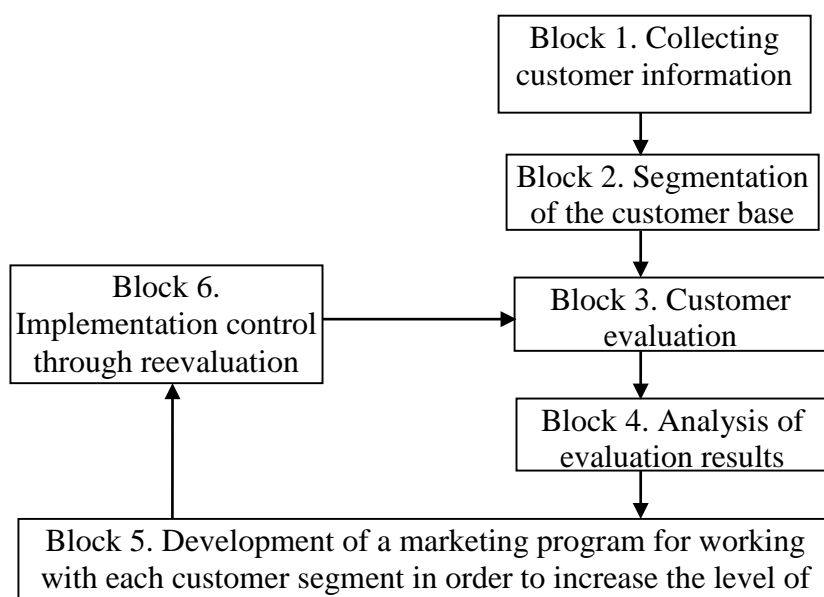 Block 1. Collecting
customer information
Block 2. Segmentation
of the customer base
Block 6.
Implementation control
through reevaluation
Block 3. Customer
evaluation
Block 4. Analysis of
evaluation results
Block 5. Development of a marketing program for working
with each customer segment in order to increase the level of